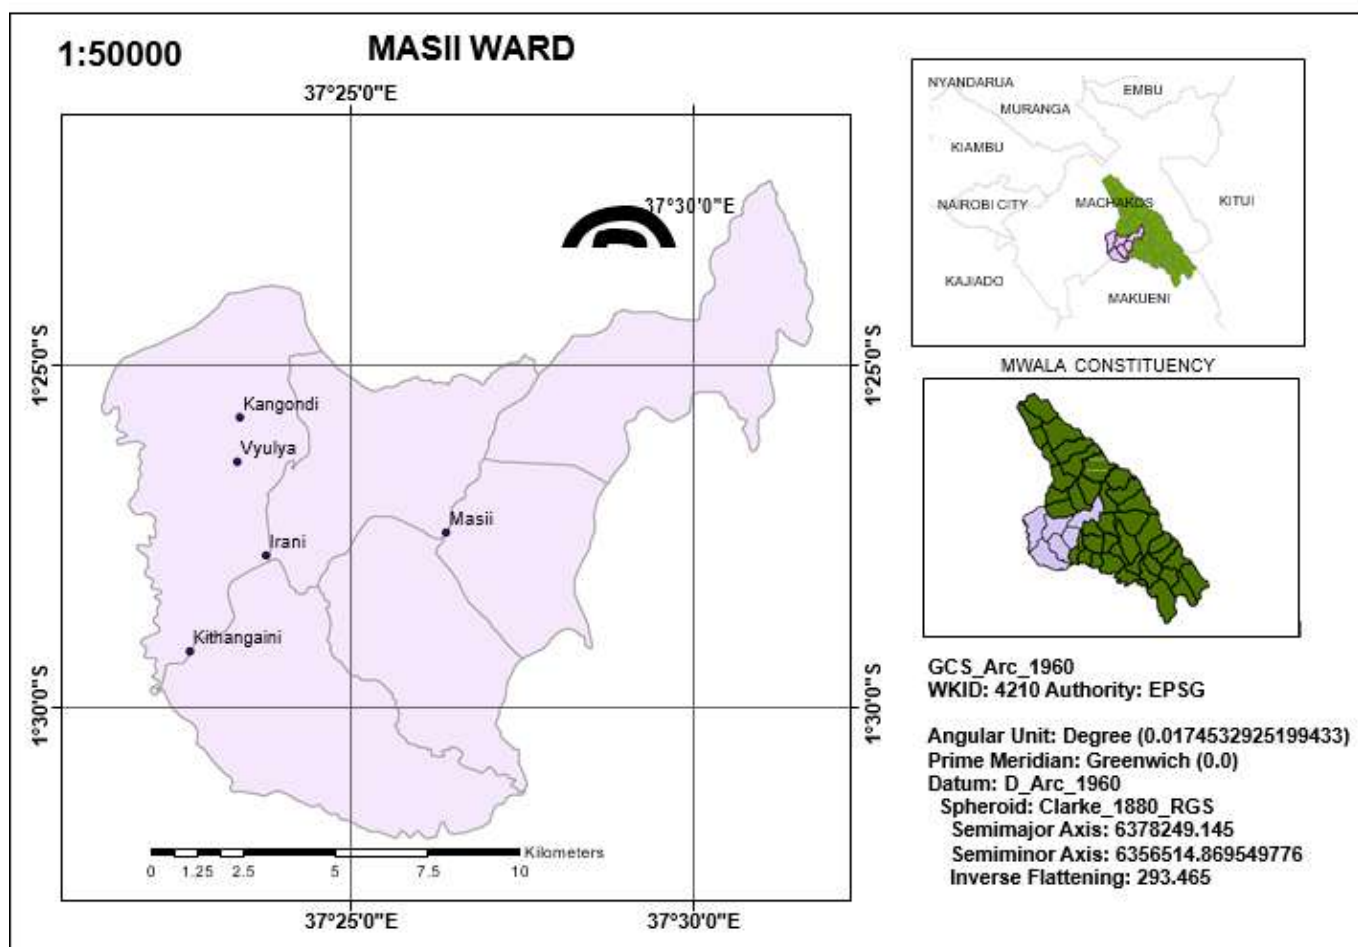 1:50000
MASII WARD
37°25'0"E
37°30'0"E
1°25'0"S
1°25'0"S
Kangondi
Vyulya
Masii
Irani
Kithangaini
1°30'0"S
1°30'0"S
Kilometers
0 1.25 2.5 5 7.5 10
37°25'0"E
37°30'0"E
NYANDARUA
EMBU
MURANGA
KIAMBU
NAIROBI CITY
MACHAKOS
KITUI
KAJIADO
MAKUENI
MWALA CONSTITUENCY
GCS_Arc_1960
WKID: 4210 Authority: EPSG
Angular Unit: Degree (0.0174532925199433)
Prime Meridian: Greenwich (0.0)
Datum: D_Arc_1960
Spheroid: Clarke_1880_RGS
Semimajor Axis: 6378249.145
Semiminor Axis: 6356514.869549776
Inverse Flattening: 293.465